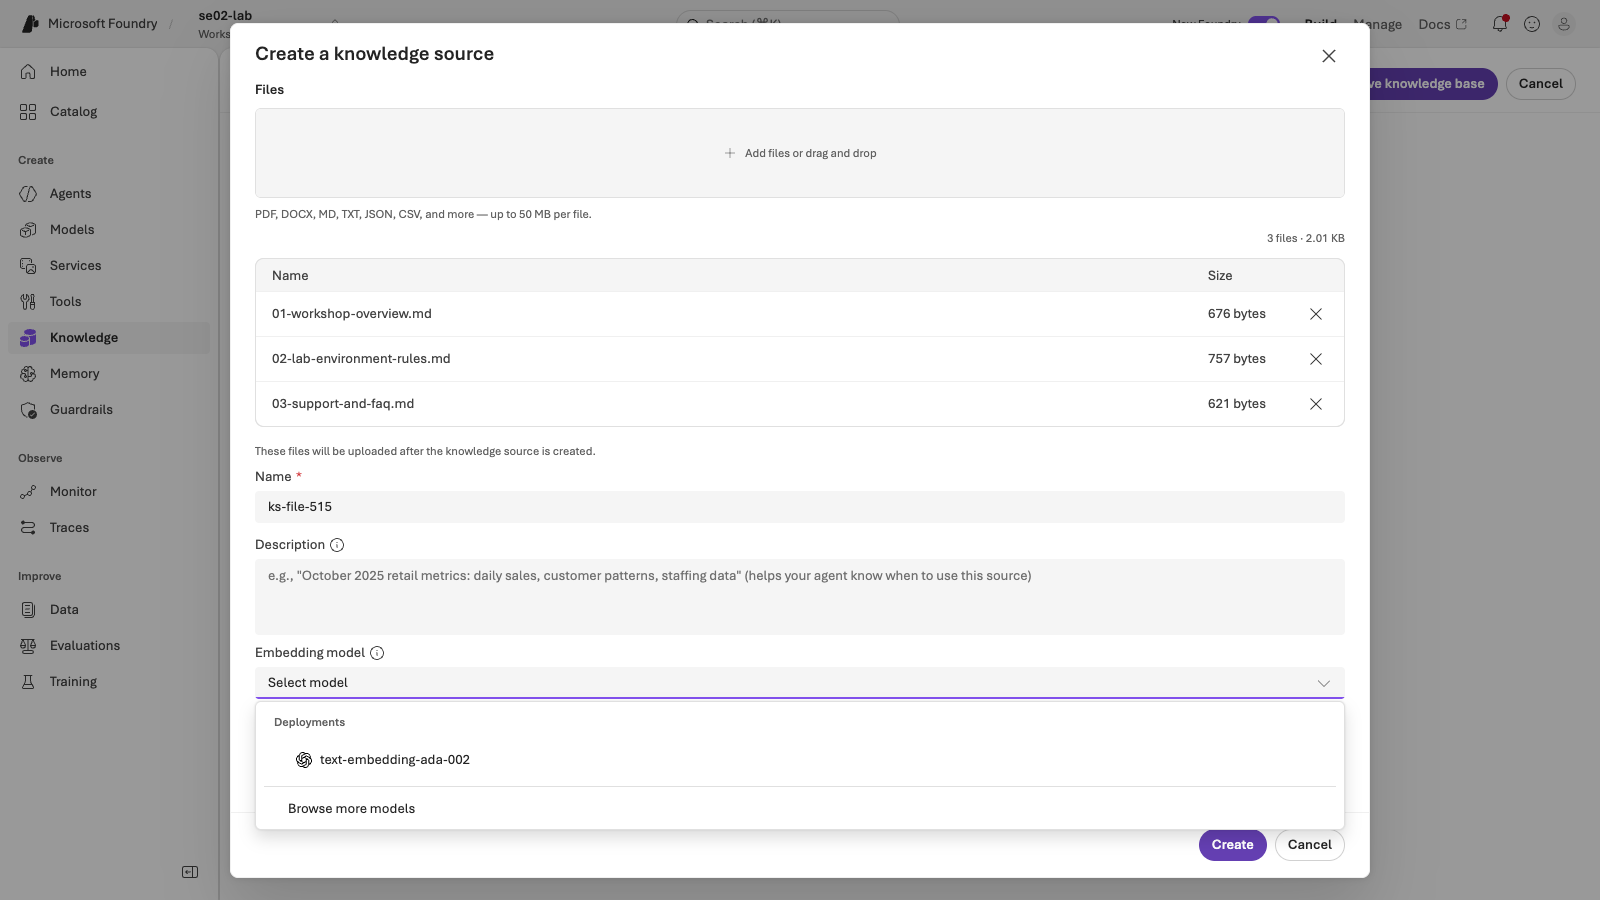 Microsoft Foundry
/
se02-lab
Build
Docs
Home
Catalog
Create
Agents
Models
Services
Tools
Knowledge
Memory
Guardrails
Observe
Monitor
Traces
Improve
Data
Evaluations
Training
knowledge base
Cancel
Create a knowledge source
Files
Add files or drag and drop
PDF, DOCX, MD, TXT, JSON, CSV, and more — up to 50 MB per file.
3 files · 2.01 KB
Name Size
01-workshop-overview.md 676 bytes
02-lab-environment-rules.md 757 bytes
03-support-and-faq.md 621 bytes
These files will be uploaded after the knowledge source is created.
Name *
ks-file-515
Description
e.g., "October 2025 retail metrics: daily sales, customer patterns, staffing data" (helps your agent know when to use this source)
Embedding model
Select model
Deployments
text-embedding-ada-002
Browse more models
Create
Cancel